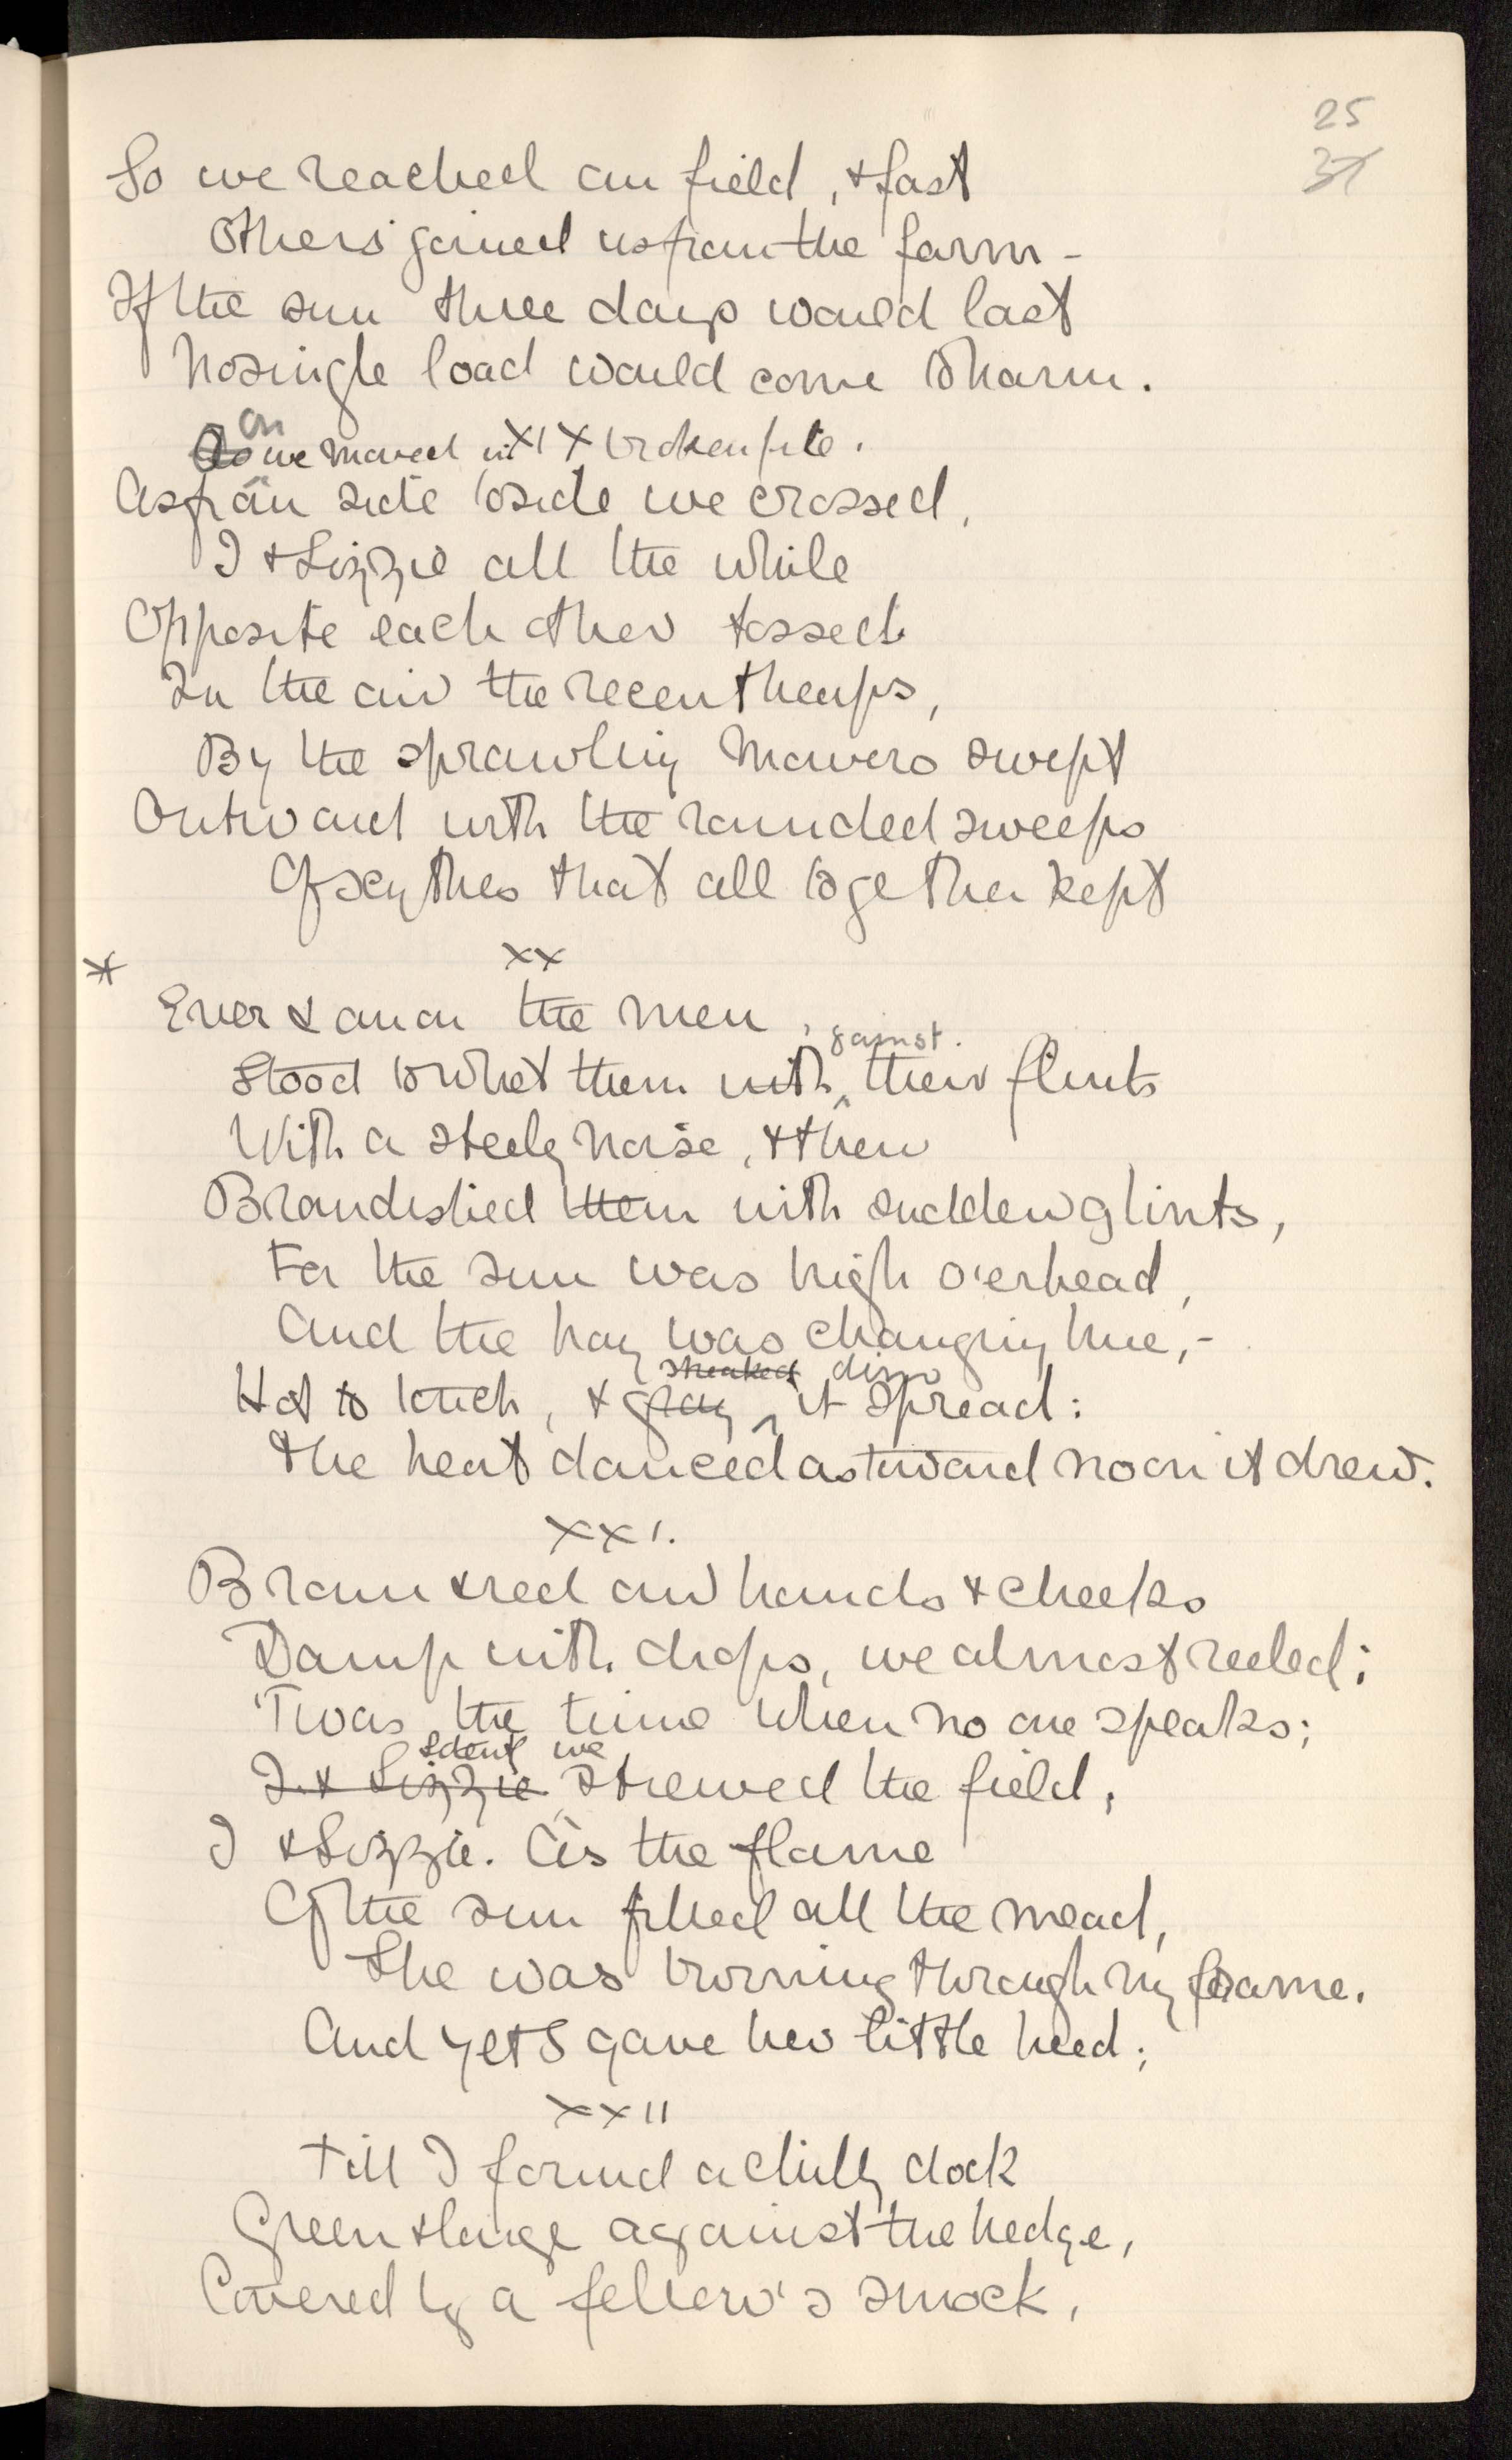 25
31
So we reached our field, & fast
Others joined us from the farm -
If the sun three days would last
No single load would come t'harm.
XIX
As on we moved in broken file.
As from side to side we crossed,
I & Lizzie all the while
Opposite each other tossed
In the air the recent heaps,
By the sprawling mowers swept
Outward with the rounded sweeps
Of scythes that all together kept
* XX
Ever & anon the men,
gainst.
Stood to whet them with their flints
With a steely noise, & then
Brandished them with sudden glints,
For the sun was high o'erhead,
And the hay was changing hue, -
streaked dim
Hot to touch, & gray it spread:
The heat danced as toward noon it drew.
XXI.
Brown & red our hands & cheeks
Damp with drops, we almost reeled;
'Twas the time when no one speaks;
silent we
I & Lizzie strewed the field,
I & Lizzie. As the flame
Of the sun filled all the mead,
She was burning through my frame.
And yet I gave her little heed;
XXII
Till I found a chilly dock
Green & large against the hedge,
Covered by a fellow's smock,